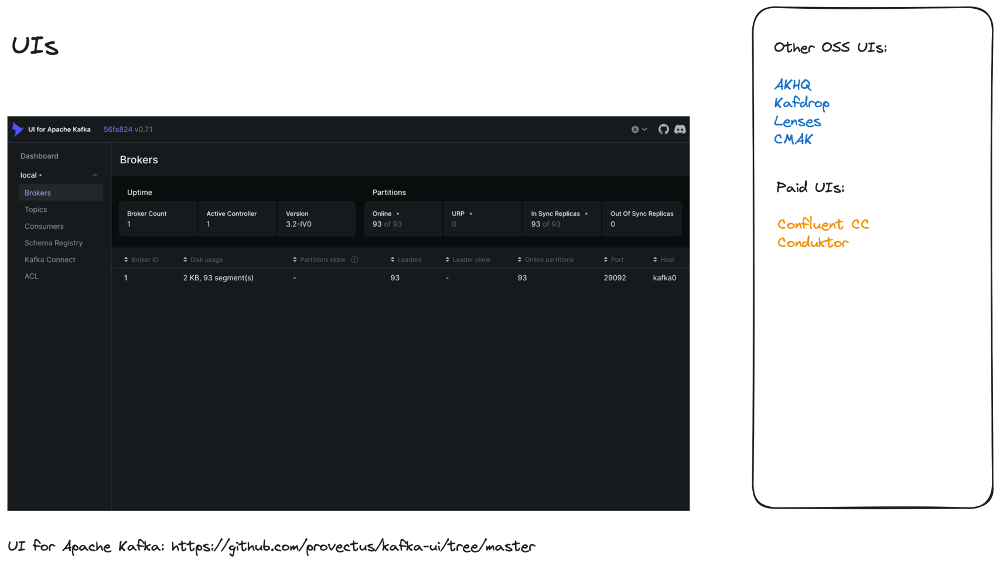 UIs
UI for Apache Kafka 56fa824 v0.7.1
A
Dashboard
local
Brokers
Topics
Consumers
Schema Registry
Kafka Connect
ACL
Brokers
Uptime
Broker Count Active Controller Version
1 1 3.2-IV0
Partitions
Online URP In Sync Replicas Out Of Sync Replicas
93 of 93 0 93 of 93 0
Broker ID Disk usage Partitions skew Leaders Leader skew Online partitions Port Host
1 2 KB, 93 segment(s) - 93 - 93 29092 kafka0
UI for Apache Kafka: https://github.com/provectus/kafka-ui/tree/master
Other OSS UIs:
AKHQ
Kafdrop
Lenses
CMAK
Paid UIs:
Confluent CC
Conduktor